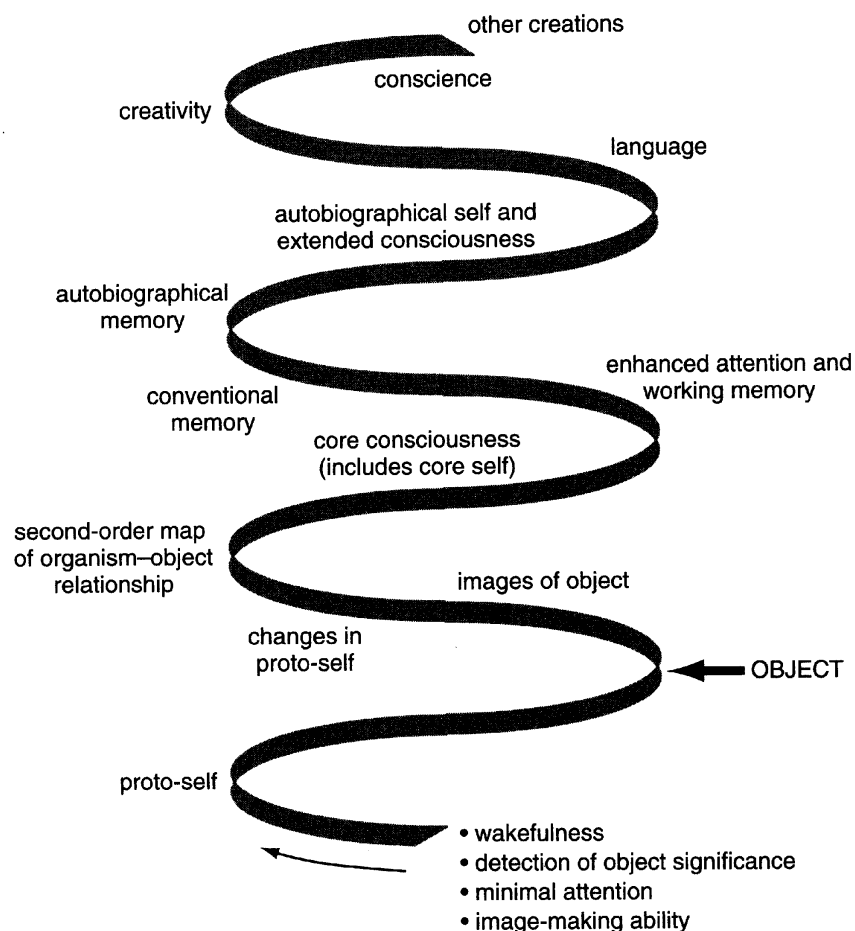 other creations
conscience
creativity
language
autobiographical self and
extended consciousness
autobiographical
memory
enhanced attention and
working memory
conventional
memory
core consciousness
(includes core self)
second-order map
of organism–object
relationship
images of object
changes in
proto-self
OBJECT
proto-self
• wakefulness
• detection of object significance
• minimal attention
• image-making ability